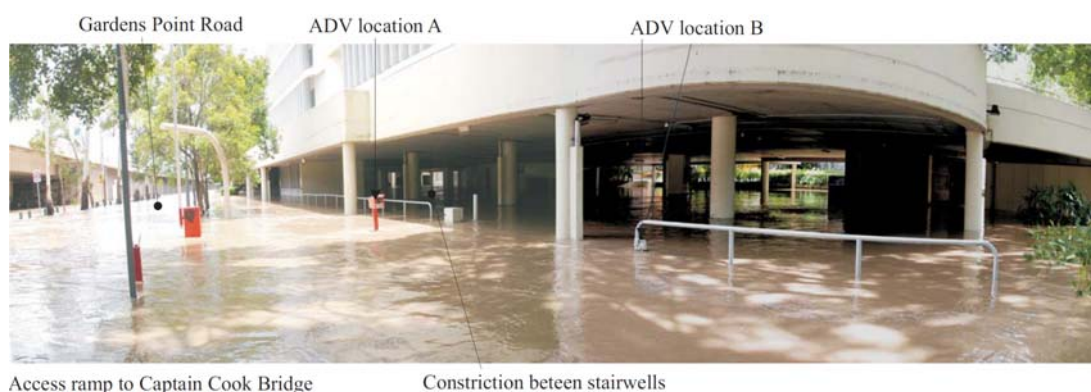 Gardens Point Road
ADV location A
ADV location B
Access ramp to Captain Cook Bridge
Constriction beteen stairwells